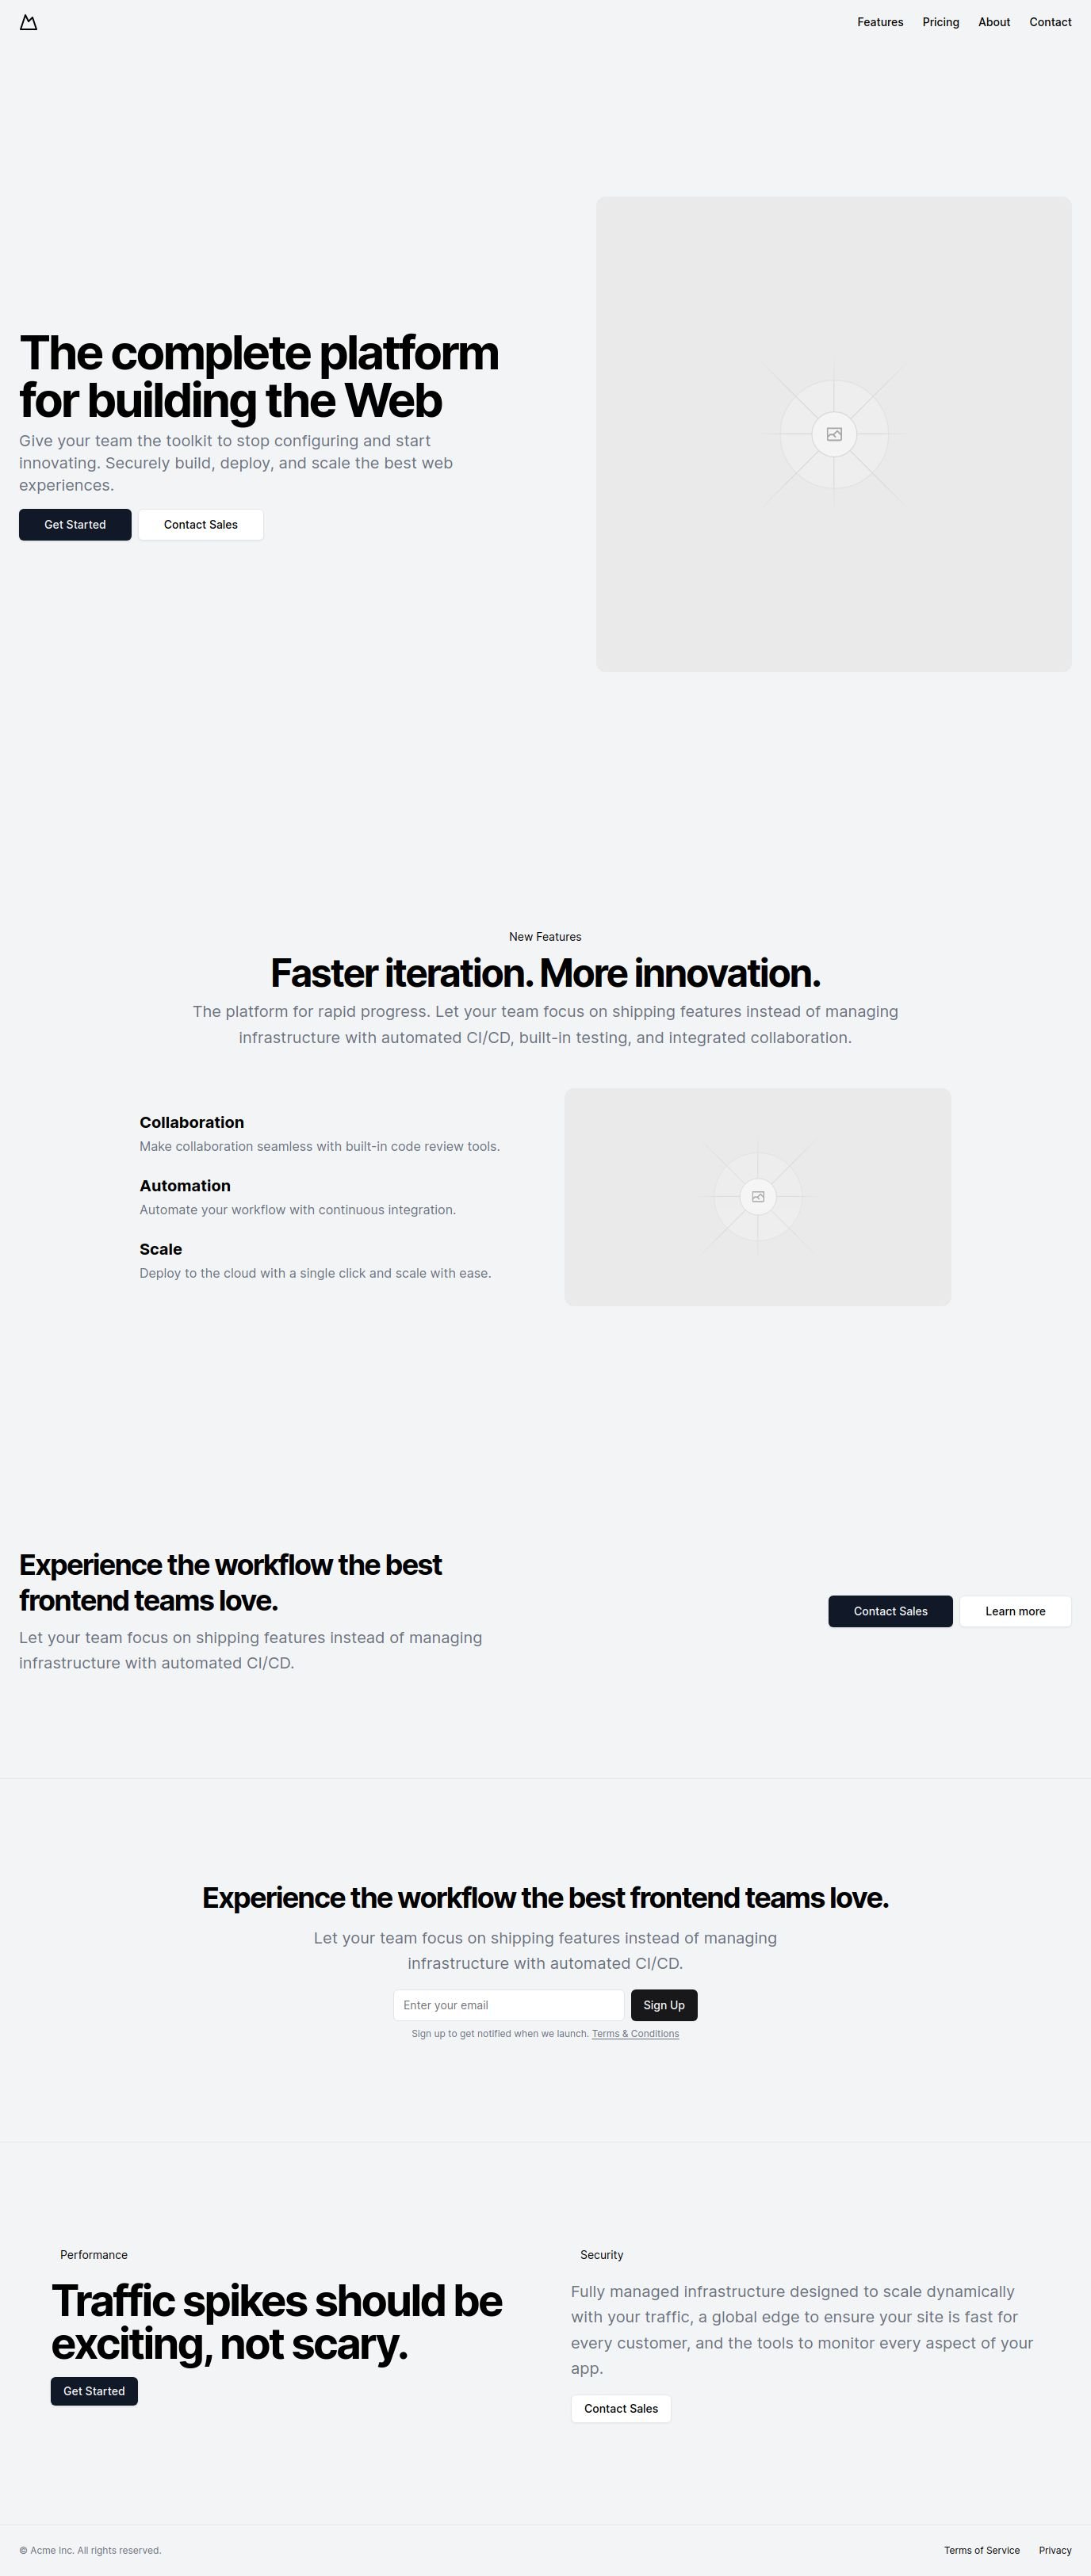 Features Pricing About Contact
The complete platform
for building the Web
Give your team the toolkit to stop configuring and start
innovating. Securely build, deploy, and scale the best web
experiences.
Get Started Contact Sales
New Features
Faster iteration. More innovation.
The platform for rapid progress. Let your team focus on shipping features instead of managing
infrastructure with automated CI/CD, built-in testing, and integrated collaboration.
Collaboration
Make collaboration seamless with built-in code review tools.
Automation
Automate your workflow with continuous integration.
Scale
Deploy to the cloud with a single click and scale with ease.
Experience the workflow the best
frontend teams love.
Let your team focus on shipping features instead of managing
infrastructure with automated CI/CD.
Contact Sales Learn more
Experience the workflow the best frontend teams love.
Let your team focus on shipping features instead of managing
infrastructure with automated CI/CD.
Enter your email Sign Up
Sign up to get notified when we launch. Terms & Conditions
Performance
Traffic spikes should be
exciting, not scary.
Get Started
Security
Fully managed infrastructure designed to scale dynamically
with your traffic, a global edge to ensure your site is fast for
every customer, and the tools to monitor every aspect of your
app.
Contact Sales
© Acme Inc. All rights reserved. Terms of Service Privacy